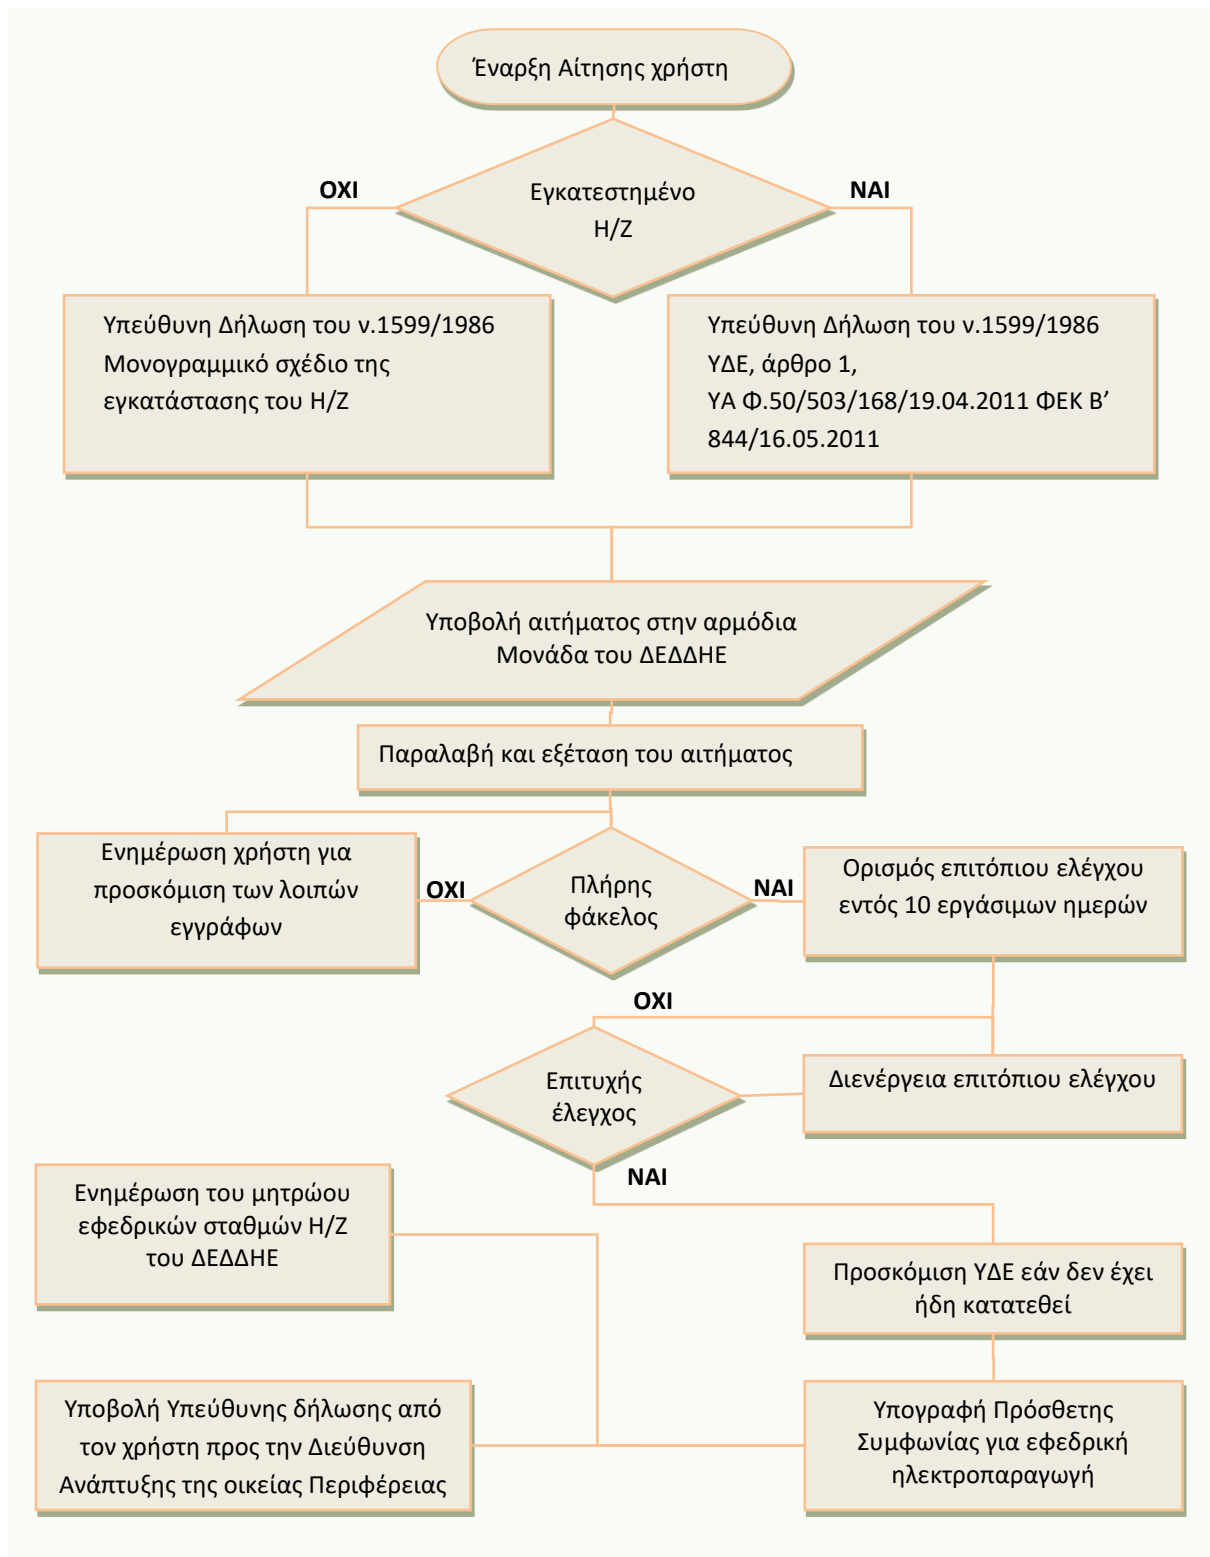 Έναρξη Αίτησης χρήστη
ΟΧΙ
ΝΑΙ
Εγκατεστημένο
Η/Ζ
Υπεύθυνη Δήλωση του ν.1599/1986
Μονογραμμικό σχέδιο της
εγκατάστασης του Η/Ζ
Υπεύθυνη Δήλωση του ν.1599/1986
ΥΔΕ, άρθρο 1,
ΥΑ Φ.50/503/168/19.04.2011 ΦΕΚ Β’
844/16.05.2011
Υποβολή αιτήματος στην αρμόδια
Μονάδα του ΔΕΔΔΗΕ
Παραλαβή και εξέταση του αιτήματος
Ενημέρωση χρήστη για
προσκόμιση των λοιπών
εγγράφων
ΟΧΙ
Πλήρης
φάκελος
ΝΑΙ
Ορισμός επιτόπιου ελέγχου
εντός 10 εργάσιμων ημερών
ΟΧΙ
Επιτυχής
έλεγχος
Διενέργεια επιτόπιου ελέγχου
ΝΑΙ
Ενημέρωση του μητρώου
εφεδρικών σταθμών Η/Ζ
του ΔΕΔΔΗΕ
Προσκόμιση ΥΔΕ εάν δεν έχει
ήδη κατατεθεί
Υποβολή Υπεύθυνης δήλωσης από
τον χρήστη προς την Διεύθυνση
Ανάπτυξης της οικείας Περιφέρειας
Υπογραφή Πρόσθετης
Συμφωνίας για εφεδρική
ηλεκτροπαραγωγή